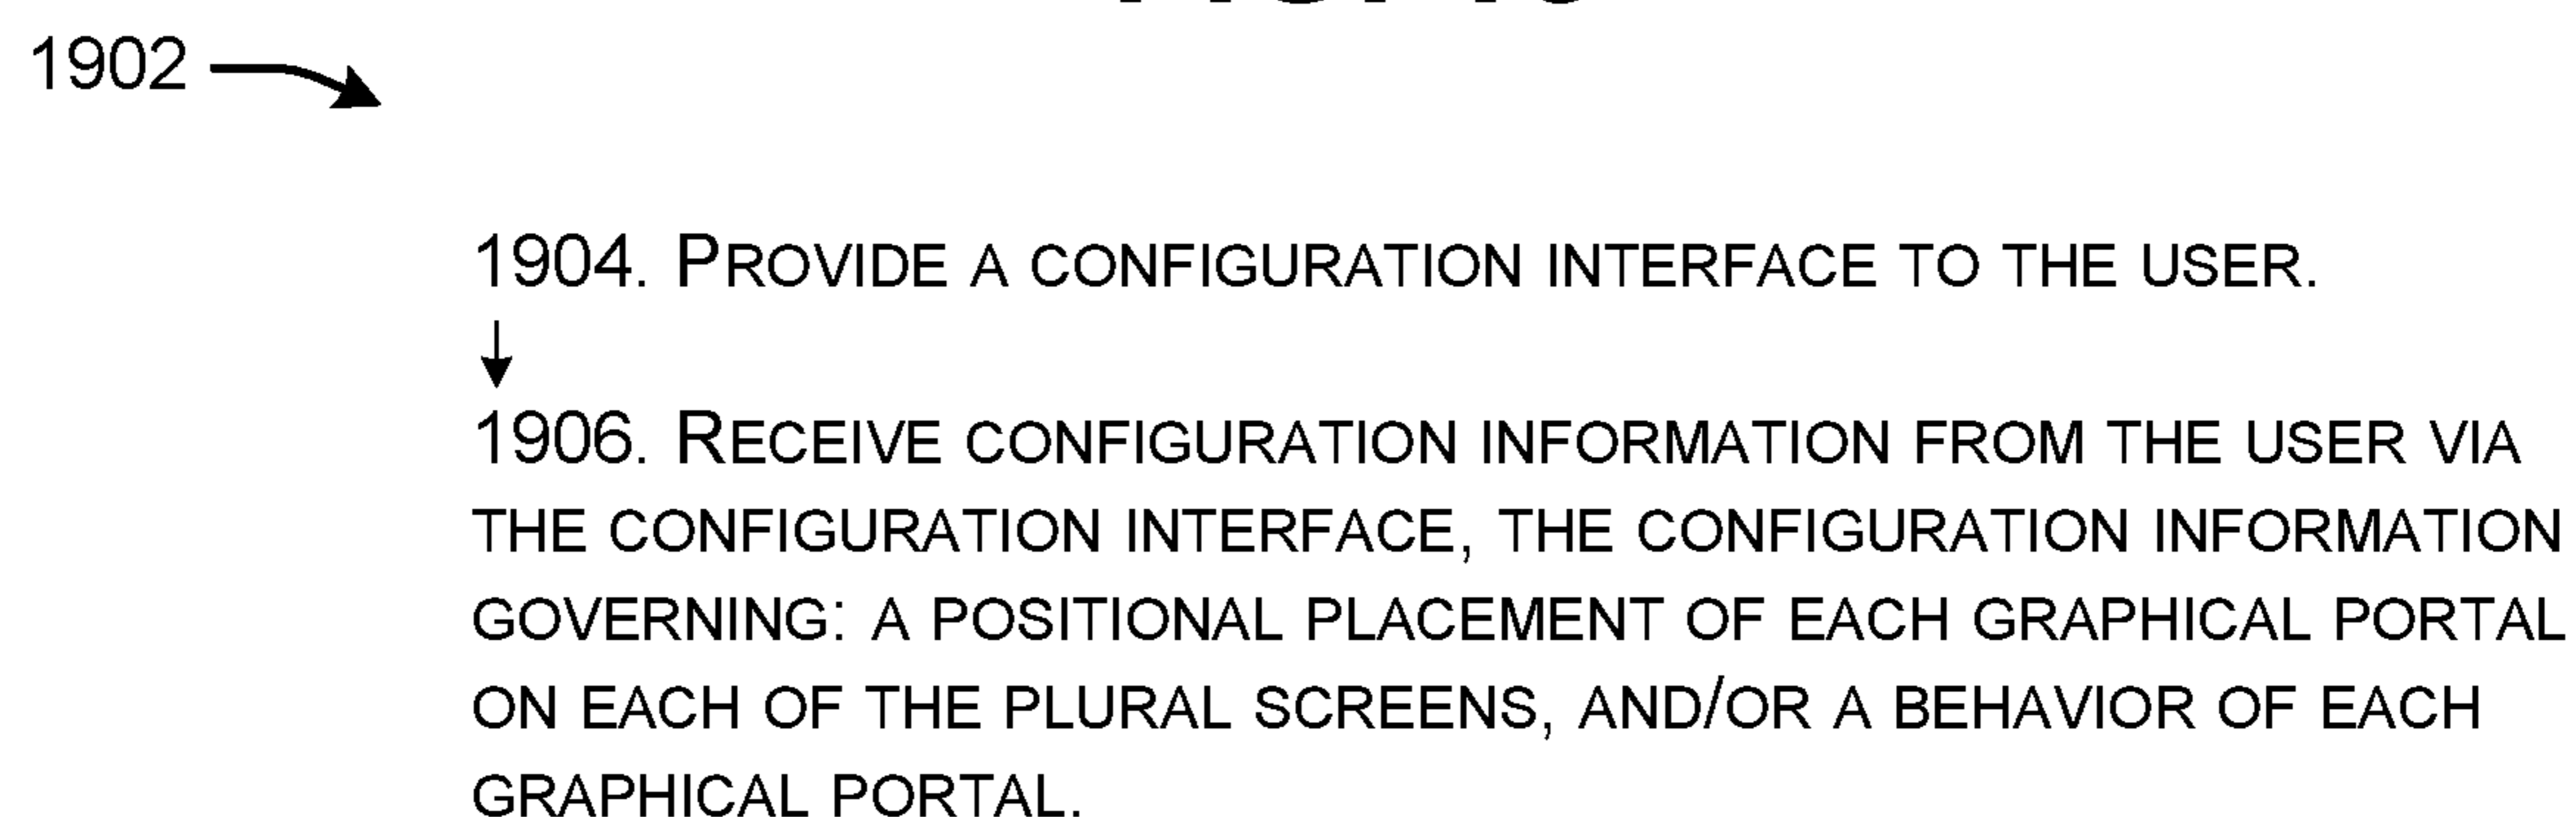 1902
1904. PROVIDE A CONFIGURATION INTERFACE TO THE USER.
1906. RECEIVE CONFIGURATION INFORMATION FROM THE USER VIA
THE CONFIGURATION INTERFACE, THE CONFIGURATION INFORMATION
GOVERNING: A POSITIONAL PLACEMENT OF EACH GRAPHICAL PORTAL
ON EACH OF THE PLURAL SCREENS, AND/OR A BEHAVIOR OF EACH
GRAPHICAL PORTAL.